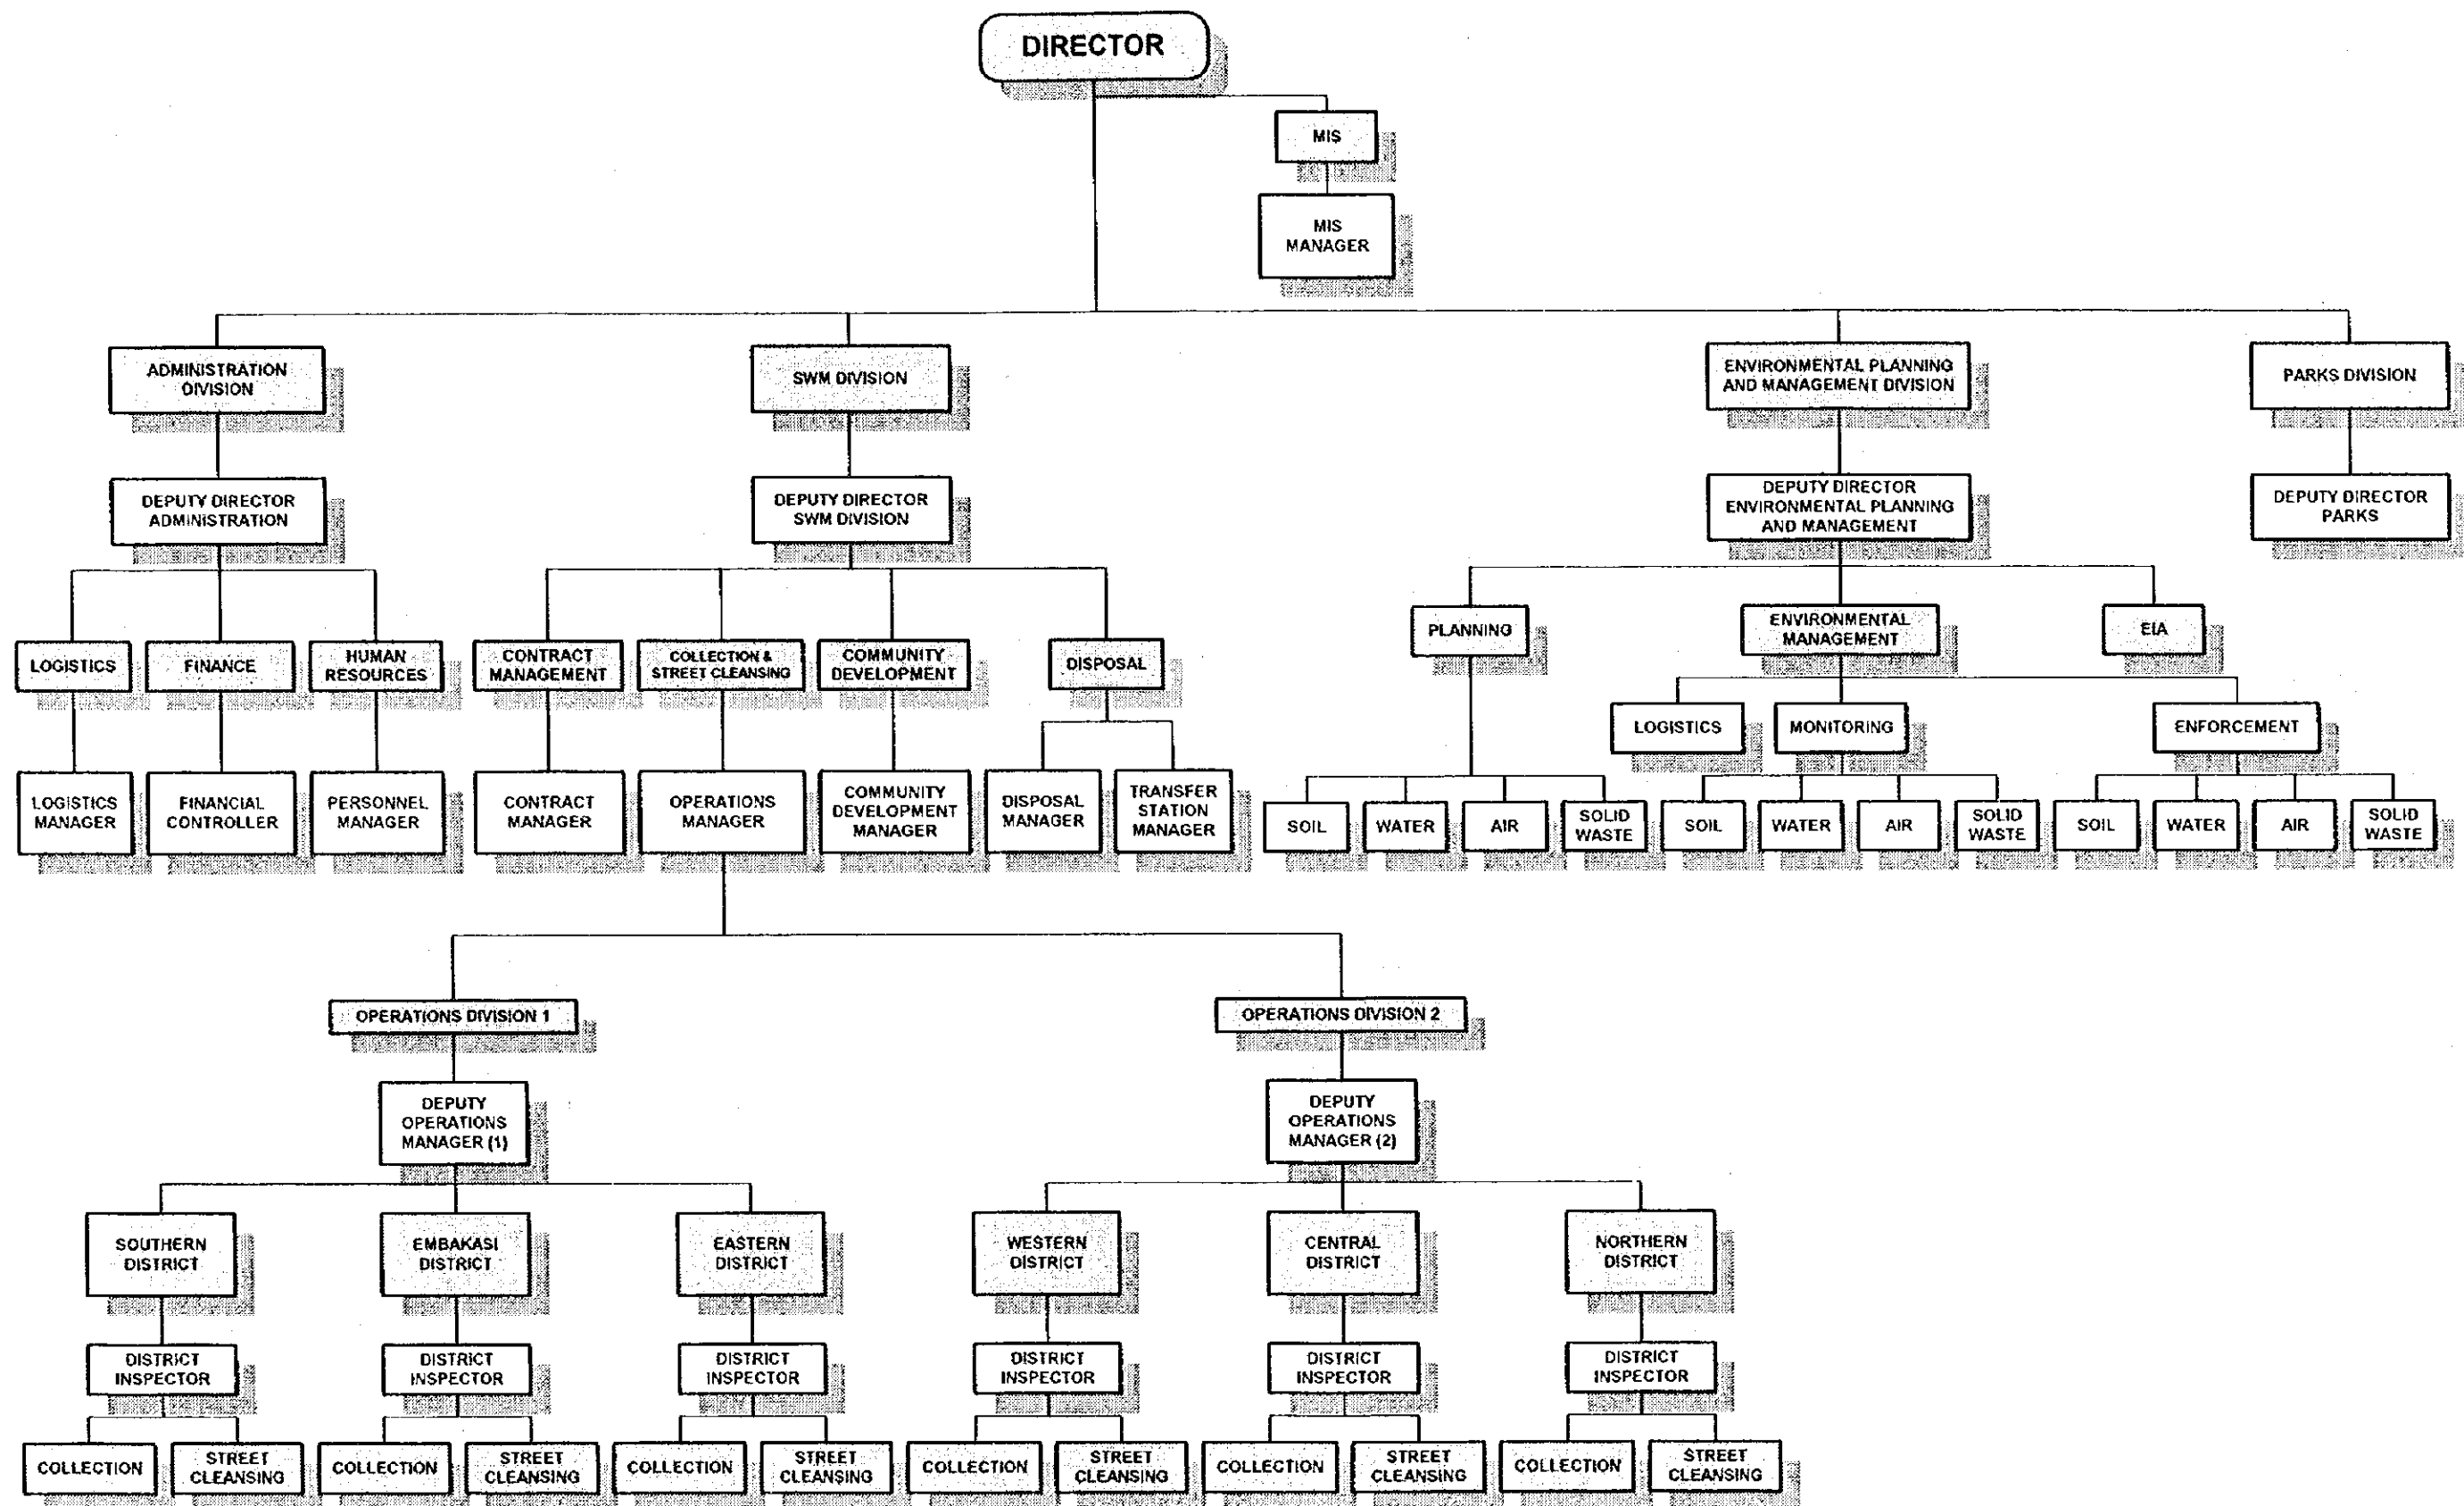 DIRECTOR
MIS
MIS
MANAGER
ADMINISTRATION
DIVISION
SWM DIVISION
ENVIRONMENTAL PLANNING
AND MANAGEMENT DIVISION
PARKS DIVISION
DEPUTY DIRECTOR
ADMINISTRATION
DEPUTY DIRECTOR
SWM DIVISION
DEPUTY DIRECTOR
ENVIRONMENTAL PLANNING
AND MANAGEMENT
DEPUTY DIRECTOR
PARKS
PLANNING
ENVIRONMENTAL
MANAGEMENT
EIA
LOGISTICS
FINANCE
HUMAN
RESOURCES
CONTRACT
MANAGEMENT
COLLECTION &
STREET CLEANSING
COMMUNITY
DEVELOPMENT
DISPOSAL
LOGISTICS
MONITORING
ENFORCEMENT
LOGISTICS
MANAGER
FINANCIAL
CONTROLLER
PERSONNEL
MANAGER
CONTRACT
MANAGER
OPERATIONS
MANAGER
COMMUNITY
DEVELOPMENT
MANAGER
DISPOSAL
MANAGER
TRANSFER
STATION
MANAGER
SOIL
WATER
AIR
SOLID
WASTE
SOIL
WATER
AIR
SOLID
WASTE
SOIL
WATER
AIR
SOLID
WASTE
OPERATIONS DIVISION 1
OPERATIONS DIVISION 2
DEPUTY
OPERATIONS
MANAGER (1)
DEPUTY
OPERATIONS
MANAGER (2)
SOUTHERN
DISTRICT
EMBAKASI
DISTRICT
EASTERN
DISTRICT
WESTERN
DISTRICT
CENTRAL
DISTRICT
NORTHERN
DISTRICT
DISTRICT
INSPECTOR
DISTRICT
INSPECTOR
DISTRICT
INSPECTOR
DISTRICT
INSPECTOR
DISTRICT
INSPECTOR
DISTRICT
INSPECTOR
COLLECTION
STREET
CLEANSING
COLLECTION
STREET
CLEANSING
COLLECTION
STREET
CLEANSING
COLLECTION
STREET
CLEANSING
COLLECTION
STREET
CLEANSING
COLLECTION
STREET
CLEANSING